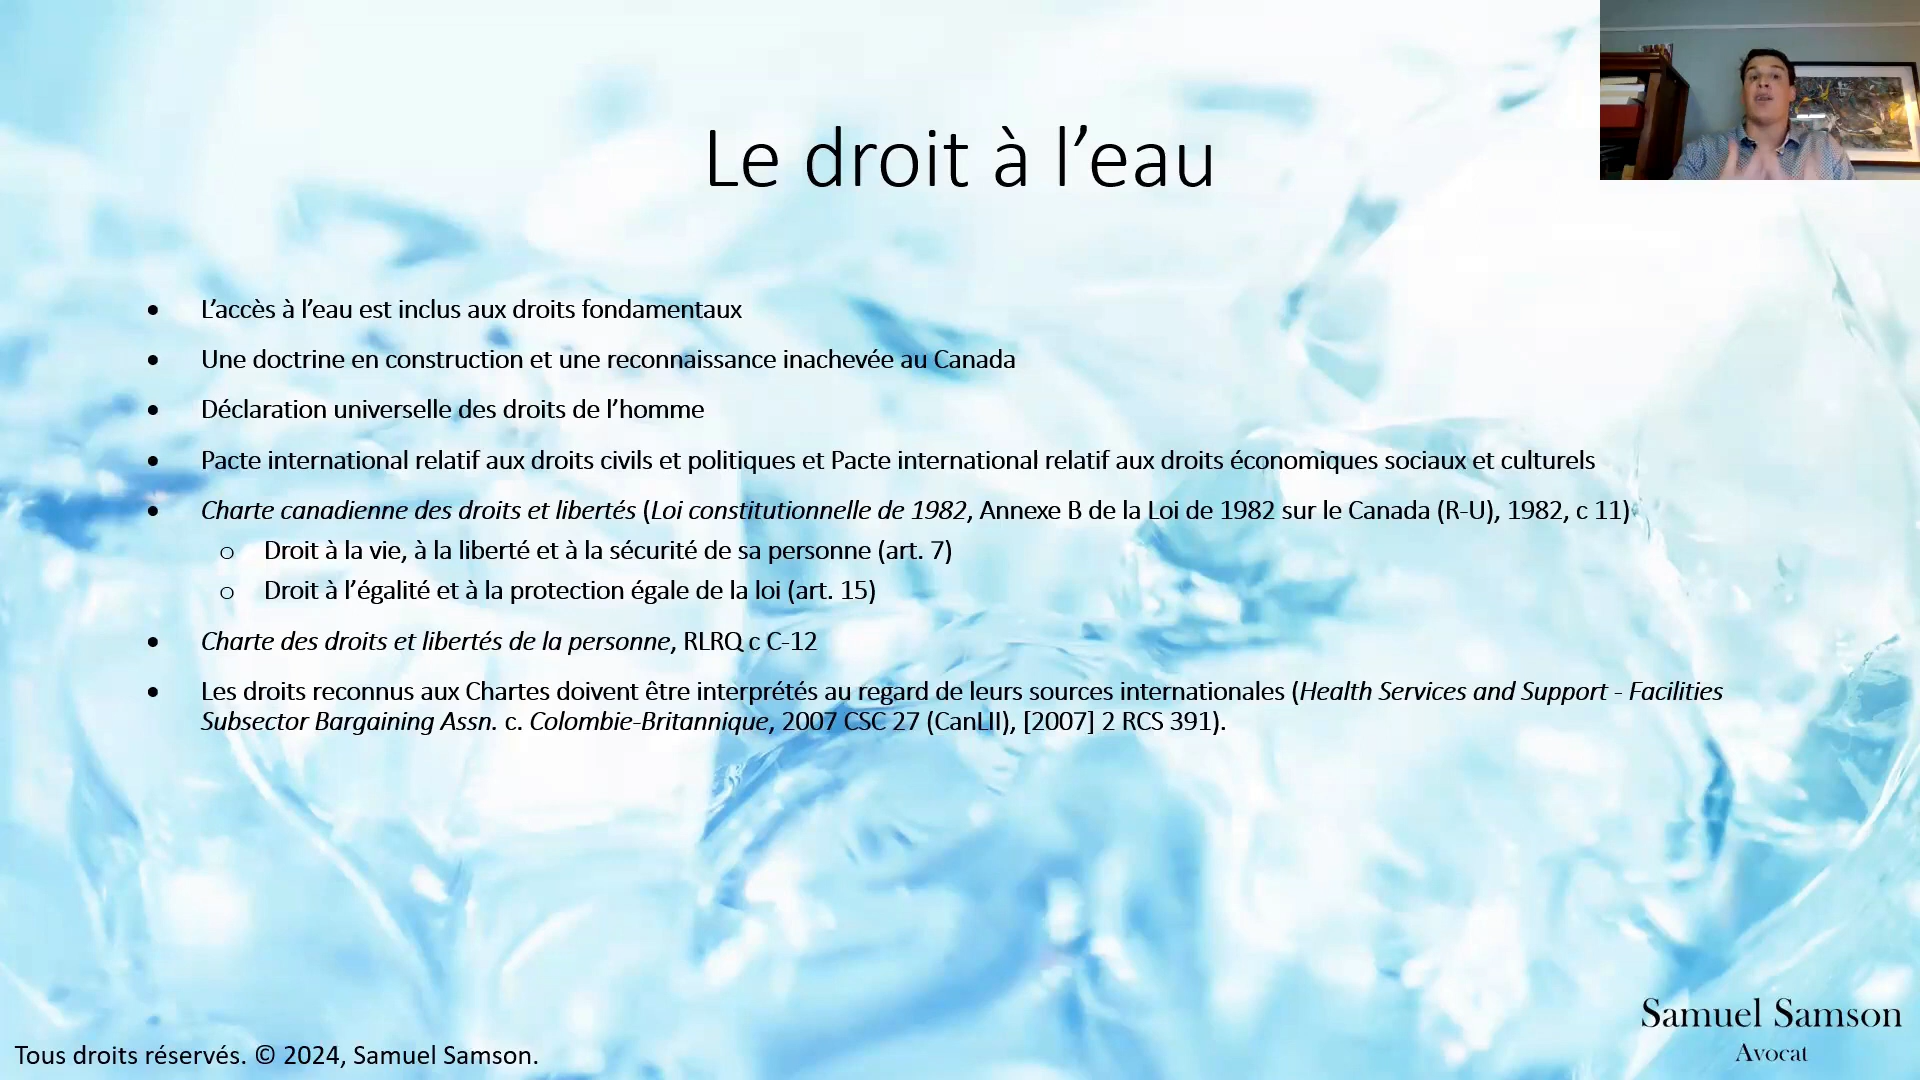 Le droit à l’eau
• L’accès à l’eau est inclus aux droits fondamentaux
• Une doctrine en construction et une reconnaissance inachevée au Canada
• Déclaration universelle des droits de l’homme
• Pacte international relatif aux droits civils et politiques et Pacte international relatif aux droits économiques sociaux et culturels
• Charte canadienne des droits et libertés (Loi constitutionnelle de 1982, Annexe B de la Loi de 1982 sur le Canada (R-U), 1982, c 11)
o Droit à la vie, à la liberté et à la sécurité de sa personne (art. 7)
o Droit à l’égalité et à la protection égale de la loi (art. 15)
• Charte des droits et libertés de la personne, RLRQ c C-12
• Les droits reconnus aux Chartes doivent être interprétés au regard de leurs sources internationales (Health Services and Support - Facilities
Subsector Bargaining Assn. c. Colombie-Britannique, 2007 CSC 27 (CanLII), [2007] 2 RCS 391).
Samuel Samson
Avocat
Tous droits réservés. © 2024, Samuel Samson.